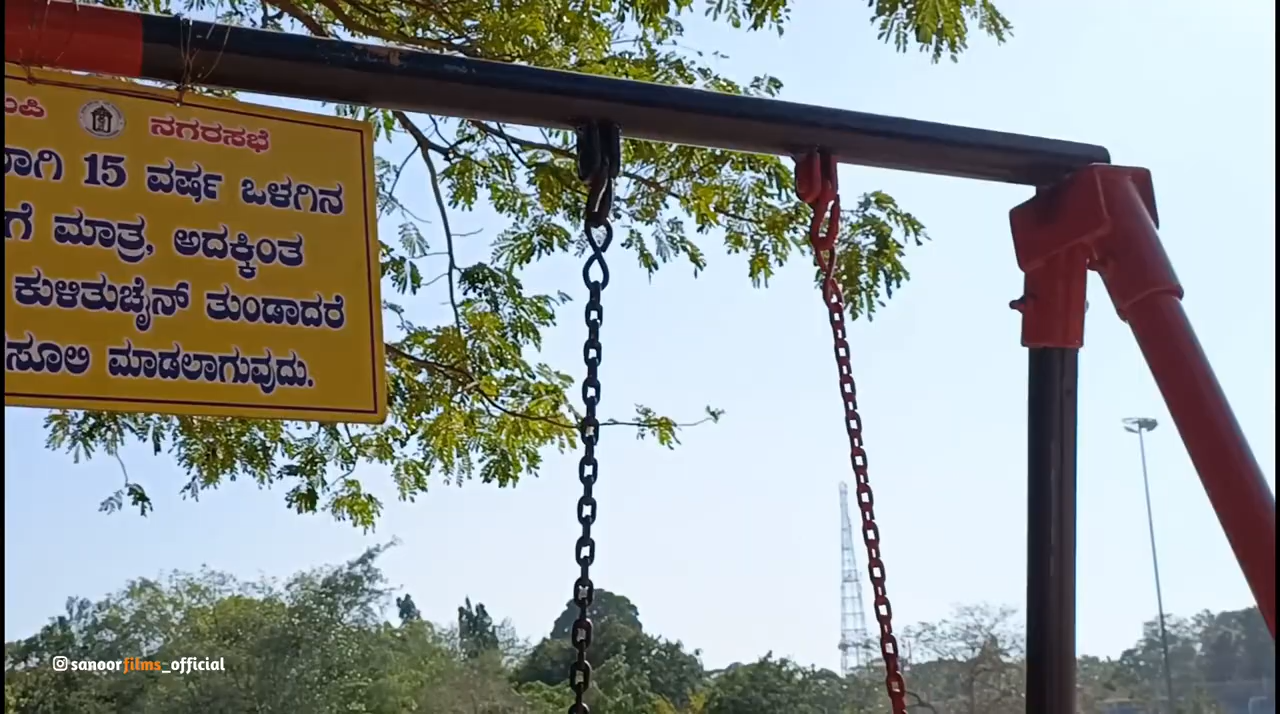 ನಗರಸಭೆ
15 ವರ್ಷ ಒಳಗಿನ
ಮಾತ್ರ, ಅದಕ್ಕಿಂತ
ಕುಳಿತುಚೈನ್ ತುಂಡಾದರೆ
ಮಾಡಲಾಗುವುದು.
sanoorfilms_official